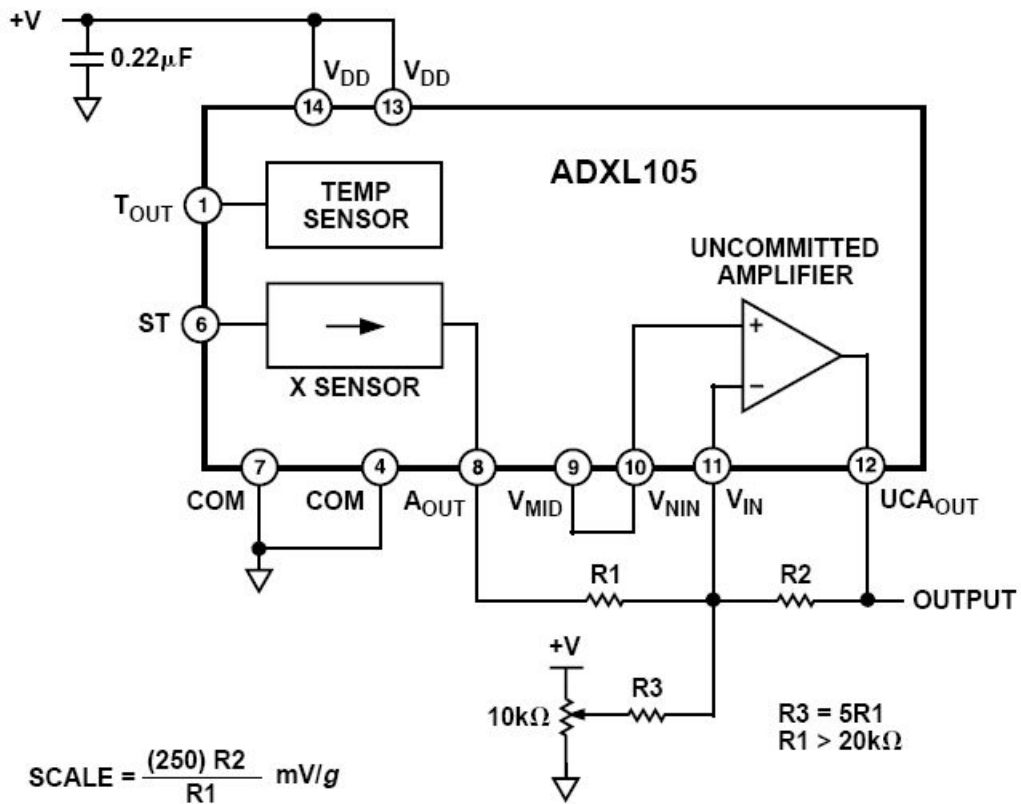 +V
0.22µF
VDD VDD
14 13
ADXL105
TOUT 1
TEMP
SENSOR
UNCOMMITTED
AMPLIFIER
+
−
ST 6
X SENSOR
7 4 8 9 10 11 12
COM COM AOUT VMID VNIN VIN UCAOUT
R1 R2
OUTPUT
+V
R3
10kΩ
R3 = 5R1
R1 > 20kΩ
SCALE = (250) R2 / R1 mV/g